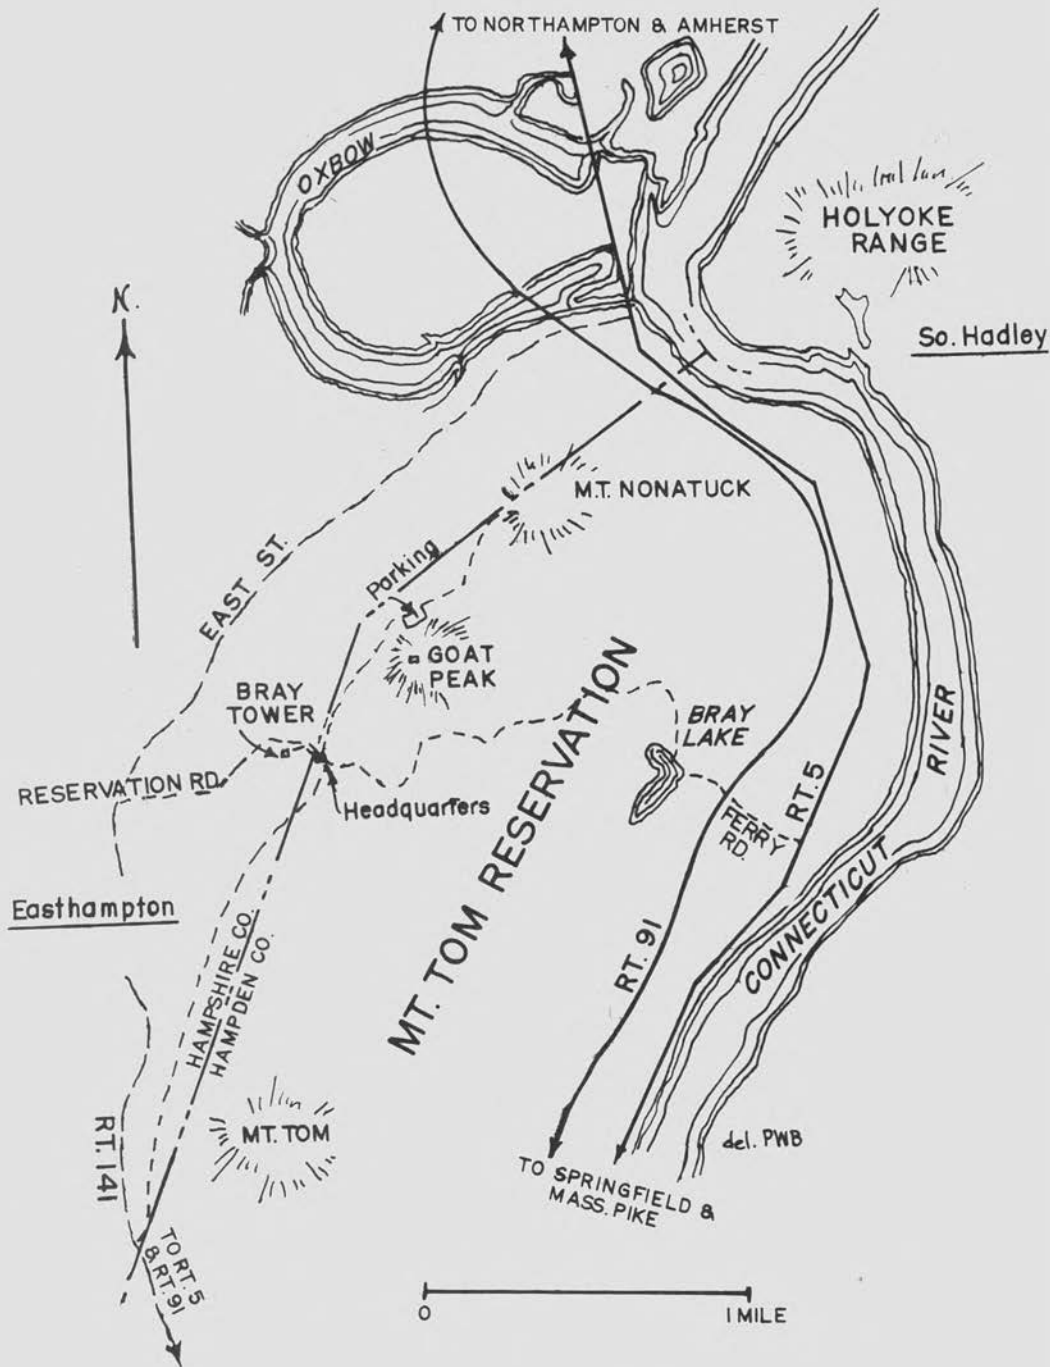 TO NORTHAMPTON & AMHERST
OXBOW
HOLYOKE
RANGE
N.
So. Hadley
M.T. NONATUCK
EAST ST.
Parking
GOAT
PEAK
BRAY
TOWER
BRAY
LAKE
RESERVATION RD.
Headquarters
MT. TOM RESERVATION
FERRY
RD.
RT. 5
RIVER
CONNECTICUT
Easthampton
RT. 91
HAMPSHIRE CO.
HAMPDEN CO.
RT. 141
MT. TOM
del. PWB
TO SPRINGFIELD &
MASS. PIKE
TO RT. 5
& RT. 91
0
1 MILE